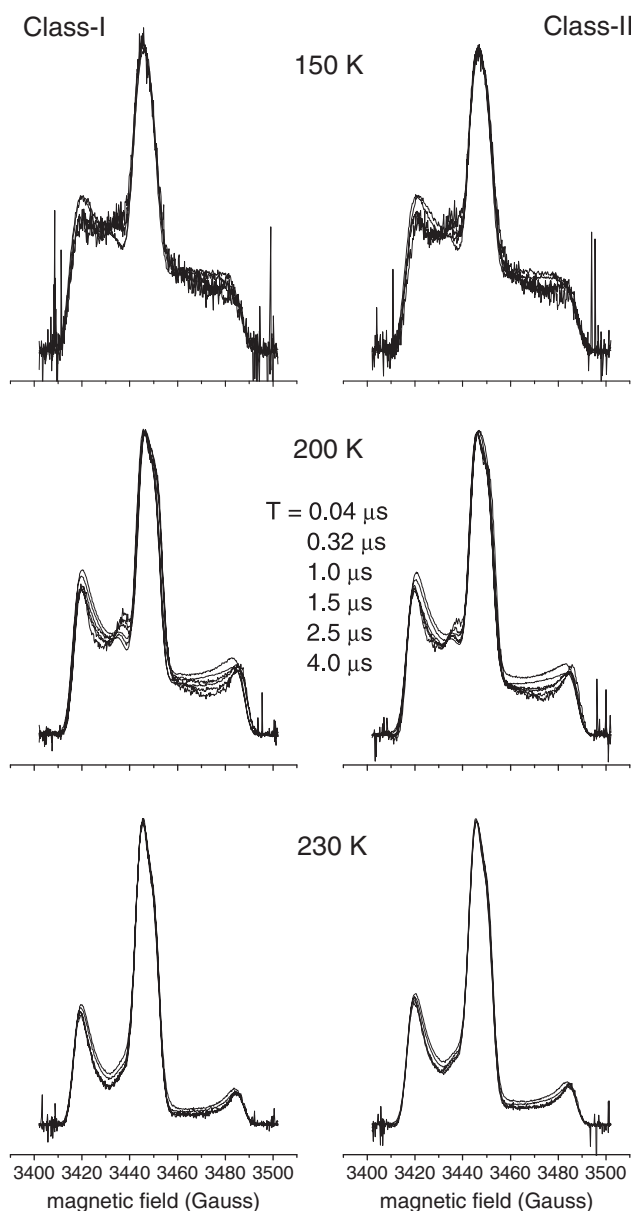 Class-I
Class-II
150 K
200 K
T = 0.04 μs
0.32 μs
1.0 μs
1.5 μs
2.5 μs
4.0 μs
230 K
3400 3420 3440 3460 3480 3500
3400 3420 3440 3460 3480 3500
magnetic field (Gauss)
magnetic field (Gauss)